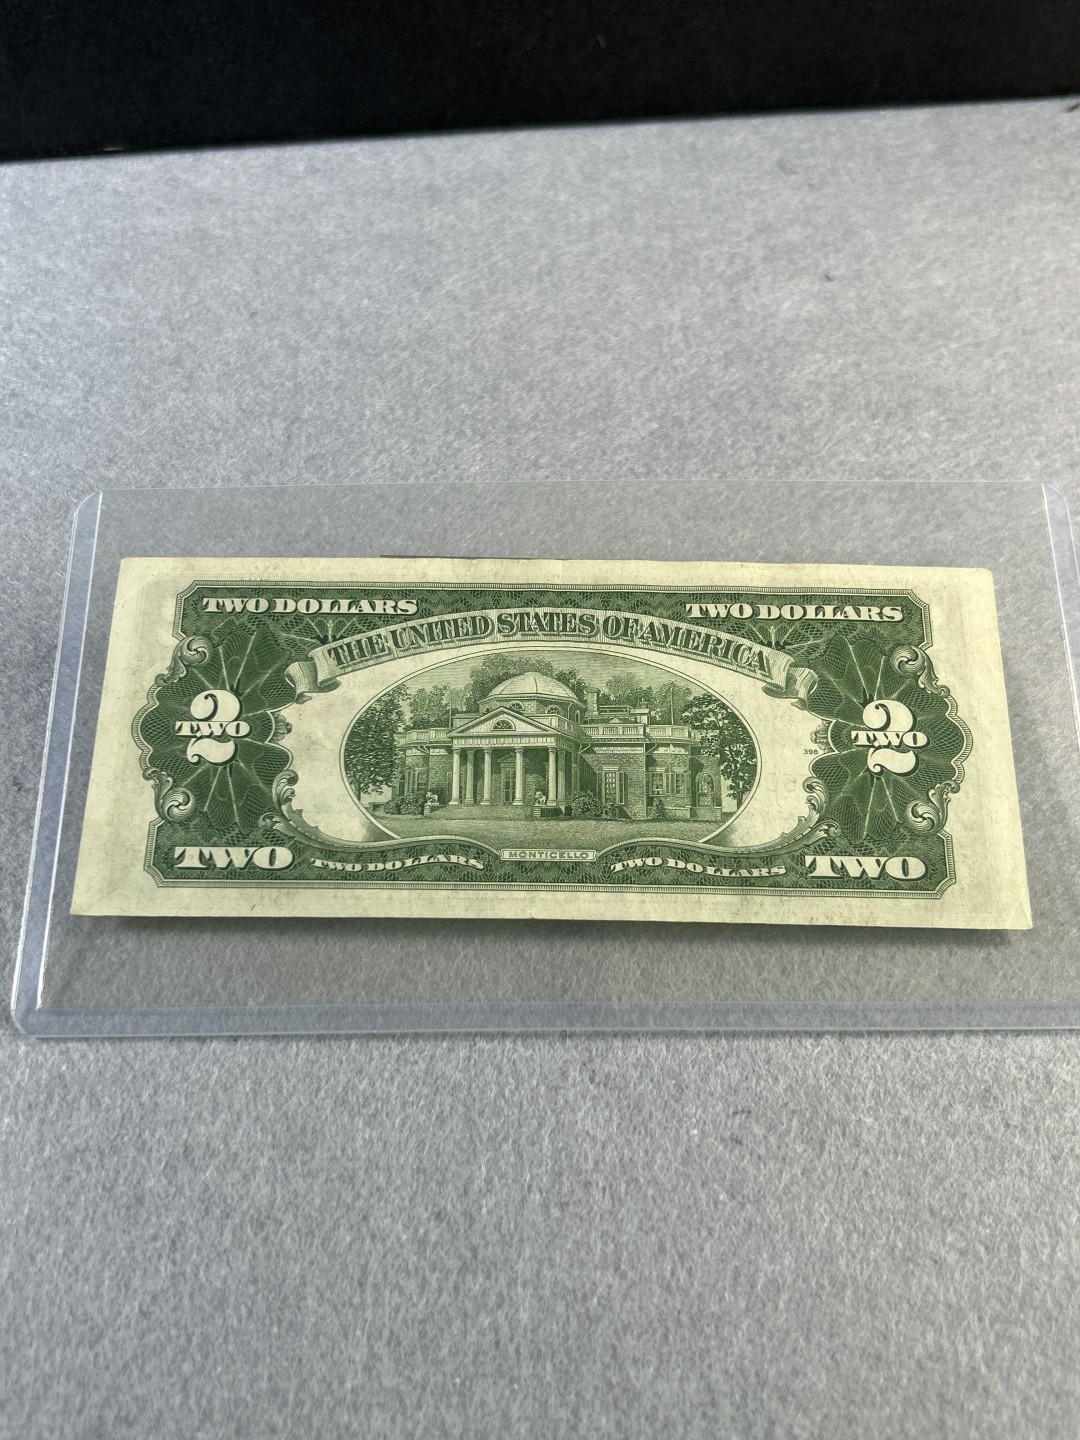 TWO DOLLARS TWO DOLLARS
THE UNITED STATES OF AMERICA
2 2
TWO TWO
398
TWO TWO DOLLARS MONTICELLO TWO DOLLARS TWO